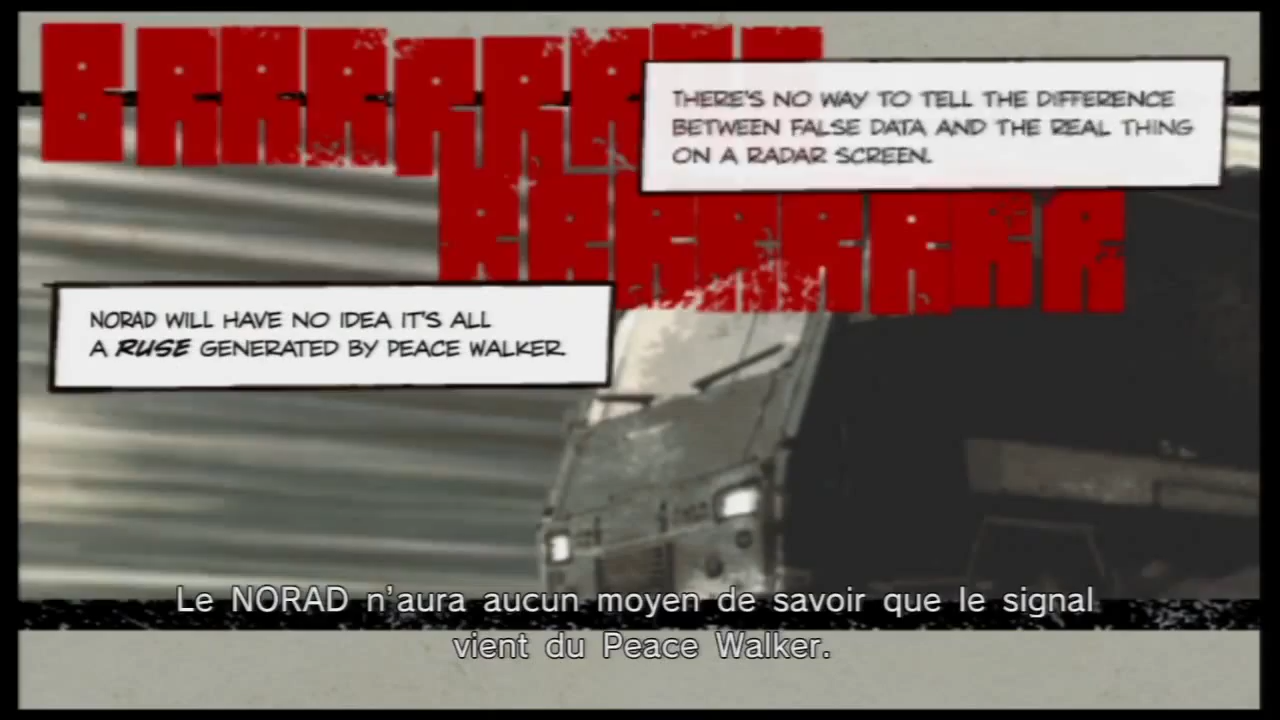 BRRRRRRRR
RRRRRRRR
THERE'S NO WAY TO TELL THE DIFFERENCE
BETWEEN FALSE DATA AND THE REAL THING
ON A RADAR SCREEN.
NORAD WILL HAVE NO IDEA IT'S ALL
A RUSE GENERATED BY PEACE WALKER.
Le NORAD n'aura aucun moyen de savoir que le signal
vient du Peace Walker.